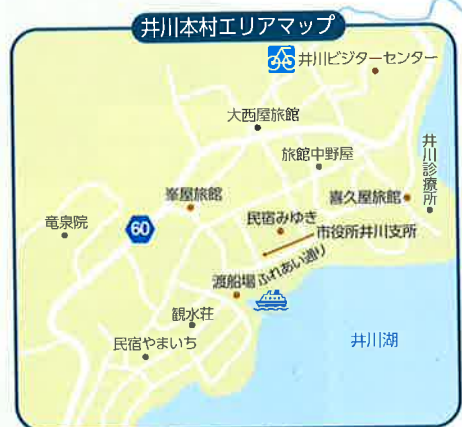 井川本村エリアマップ
井川ビジターセンター
大西屋旅館
井川診療所
旅館中野屋
喜久屋旅館
峯屋旅館
竜泉院
60
民宿みゆき
市役所井川支所
ふれあい通り
渡船場
観水荘
井川湖
民宿やまいち